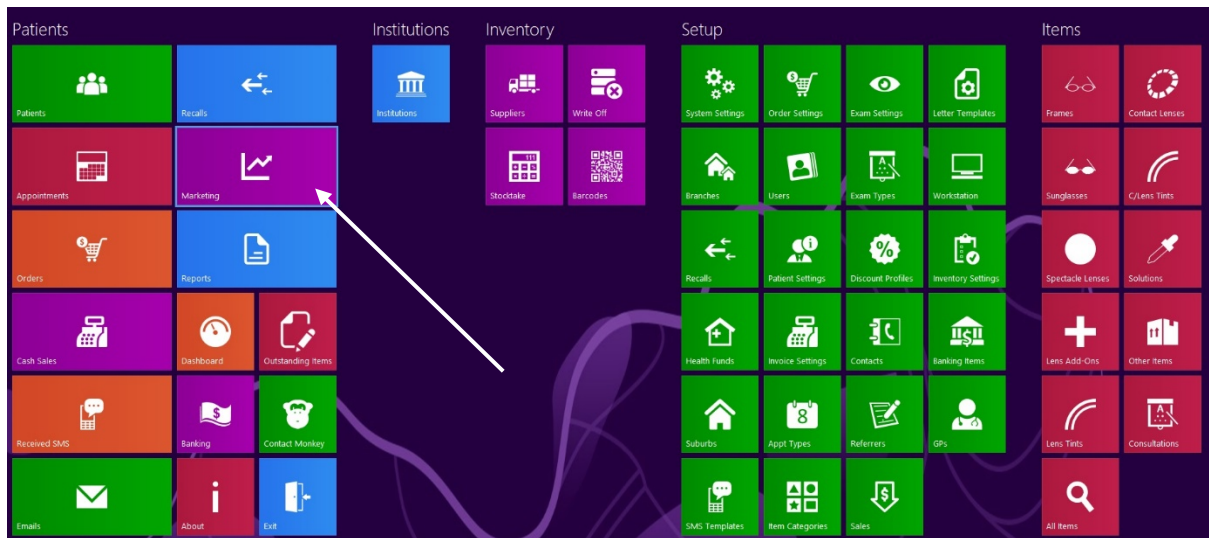 Patients
Institutions
Inventory
Setup
Items
Patients
Recalls
Institutions
Suppliers
Write Off
System Settings
Order Settings
Exam Settings
Letter Templates
Frames
Contact Lenses
Appointments
Marketing
Stocktake
Barcodes
Branches
Users
Exam Types
Workstation
Sunglasses
C/Lens Tints
Orders
Reports
Recalls
Patient Settings
Discount Profiles
Inventory Settings
Spectacle Lenses
Solutions
Cash Sales
Dashboard
Outstanding Items
Health Funds
Invoice Settings
Contacts
Banking Items
Lens Add-Ons
Other Items
Received SMS
Banking
Contact Monkey
Suburbs
8
Appt Types
Referrers
GPs
Lens Tints
Consultations
Emails
About
Exit
SMS Templates
Item Categories
Sales
All Items